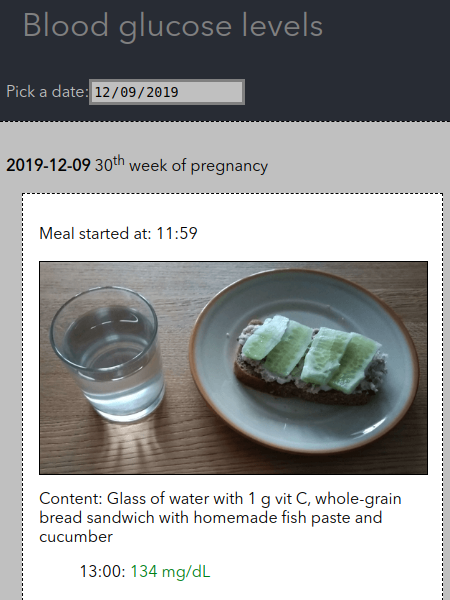 Blood glucose levels
Pick a date: 12/09/2019
2019-12-09 30th week of pregnancy
Meal started at: 11:59
Content: Glass of water with 1 g vit C, whole-grain
bread sandwich with homemade fish paste and
cucumber
13:00: 134 mg/dL